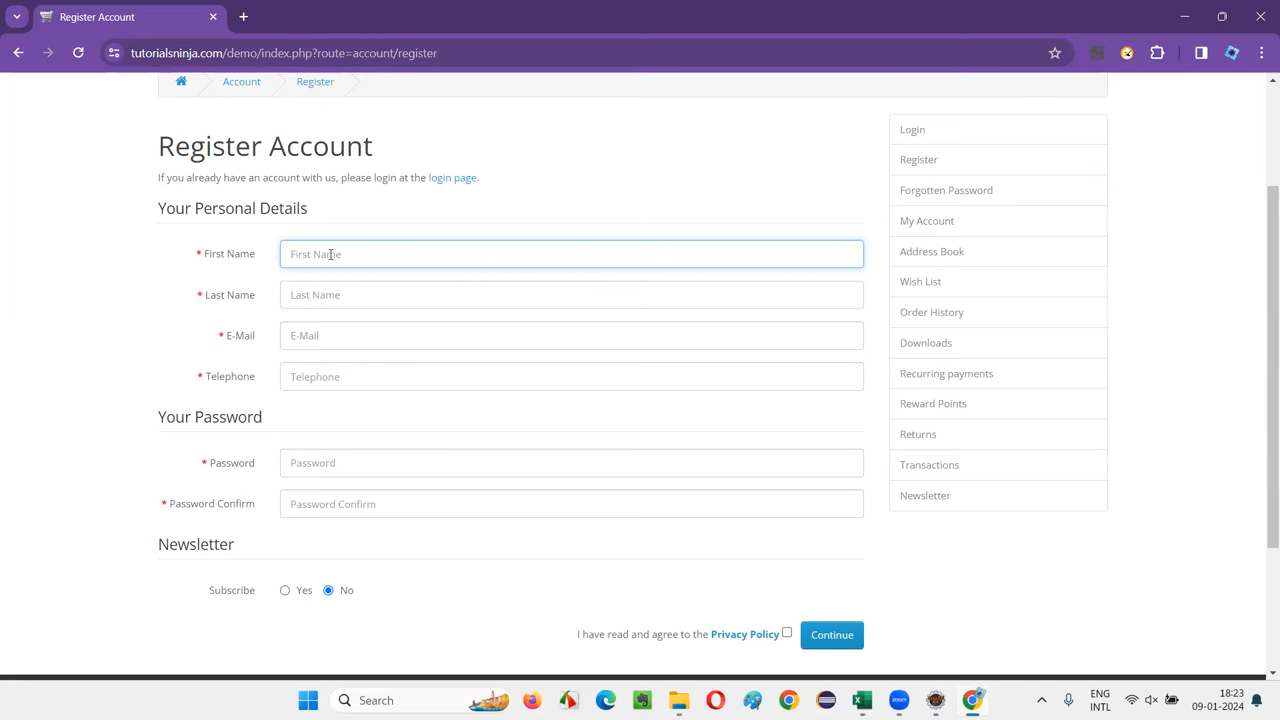 Register Account
tutorialsninja.com/demo/index.php?route=account/register
Account
Register
Register Account
If you already have an account with us, please login at the login page.
Your Personal Details
* First Name
First Name
* Last Name
Last Name
* E-Mail
E-Mail
* Telephone
Telephone
Your Password
* Password
Password
* Password Confirm
Password Confirm
Newsletter
Subscribe
Yes
No
I have read and agree to the Privacy Policy
Continue
Login
Register
Forgotten Password
My Account
Address Book
Wish List
Order History
Downloads
Recurring payments
Reward Points
Returns
Transactions
Newsletter
Search
zoom
ENG
INTL
18:23
09-01-2024